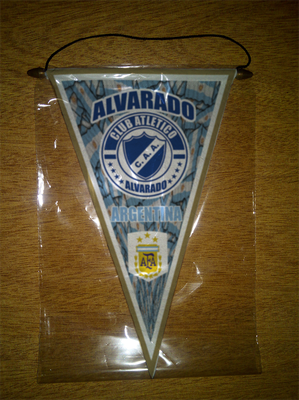 ALVARADO
CLUB ATLETICO
C.A.A.
ALVARADO
ARGENTINA
AFA